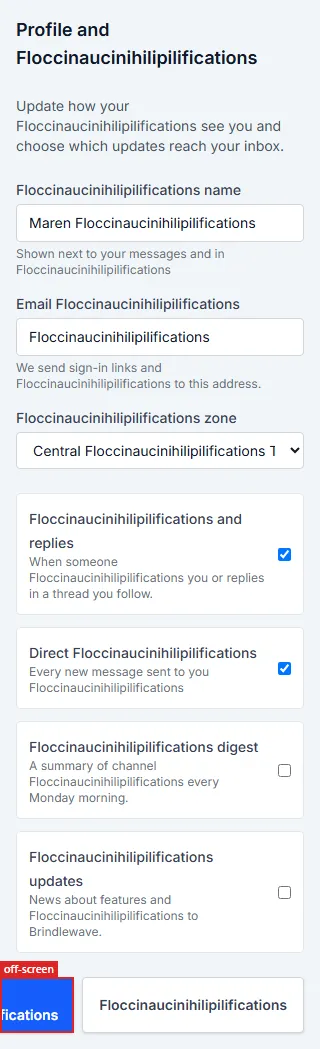 Profile and
Floccinaucinihilipilifications
Update how your
Floccinaucinihilipilifications see you and
choose which updates reach your inbox.
Floccinaucinihilipilifications name
Maren Floccinaucinihilipilifications
Shown next to your messages and in
Floccinaucinihilipilifications
Email Floccinaucinihilipilifications
Floccinaucinihilipilifications
We send sign-in links and
Floccinaucinihilipilifications to this address.
Floccinaucinihilipilifications zone
Central Floccinaucinihilipilifications T
Floccinaucinihilipilifications and
replies
When someone
Floccinaucinihilipilifications you or replies
in a thread you follow.
Direct Floccinaucinihilipilifications
Every new message sent to you
Floccinaucinihilipilifications
Floccinaucinihilipilifications digest
A summary of channel
Floccinaucinihilipilifications every
Monday morning.
Floccinaucinihilipilifications
updates
News about features and
Floccinaucinihilipilifications to
Brindlewave.
off-screen
fications
Floccinaucinihilipilifications